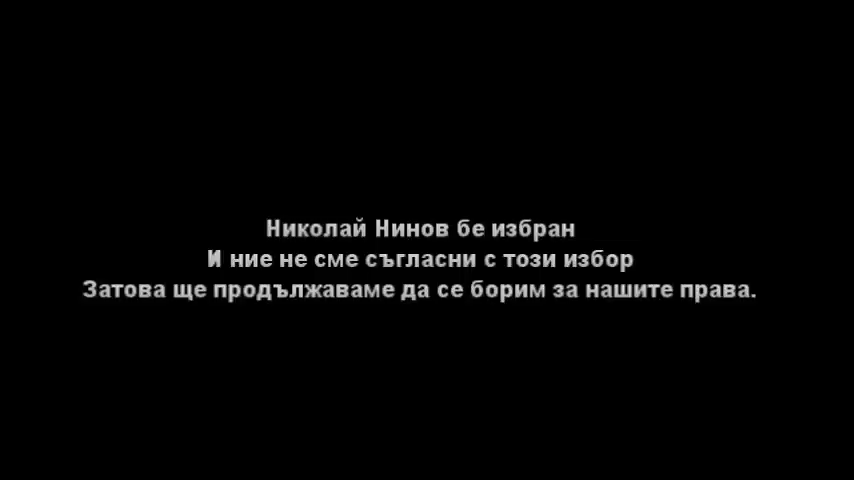 Николай Нинов бе избран
И ние не сме съгласни с този избор
Затова ще продължаваме да се борим за нашите права.